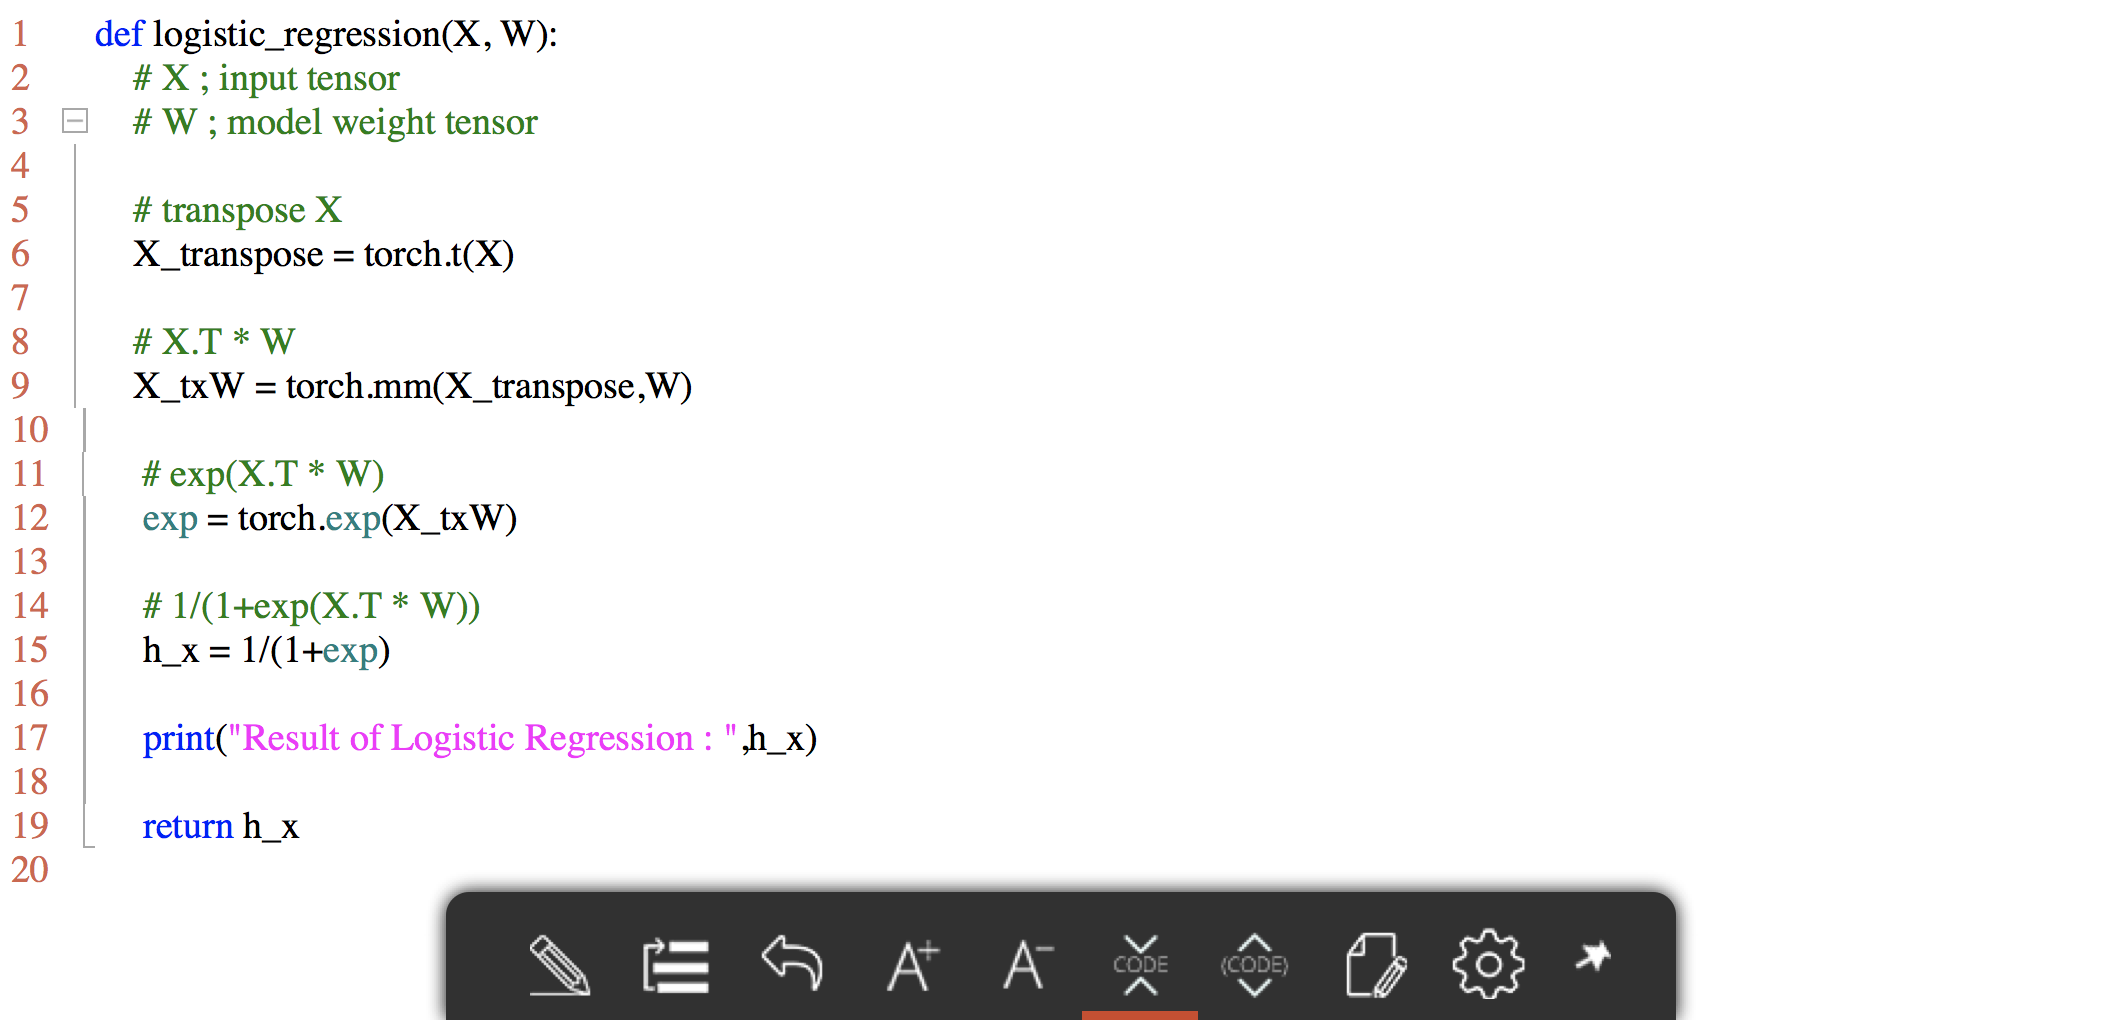 1 def logistic_regression(X, W):
2 # X ; input tensor
3 # W ; model weight tensor
4
5 # transpose X
6 X_transpose = torch.t(X)
7
8 # X.T * W
9 X_txW = torch.mm(X_transpose,W)
10
11 # exp(X.T * W)
12 exp = torch.exp(X_txW)
13
14 # 1/(1+exp(X.T * W))
15 h_x = 1/(1+exp)
16
17 print("Result of Logistic Regression : ",h_x)
18
19 return h_x
20
A+ A- CODE (CODE)